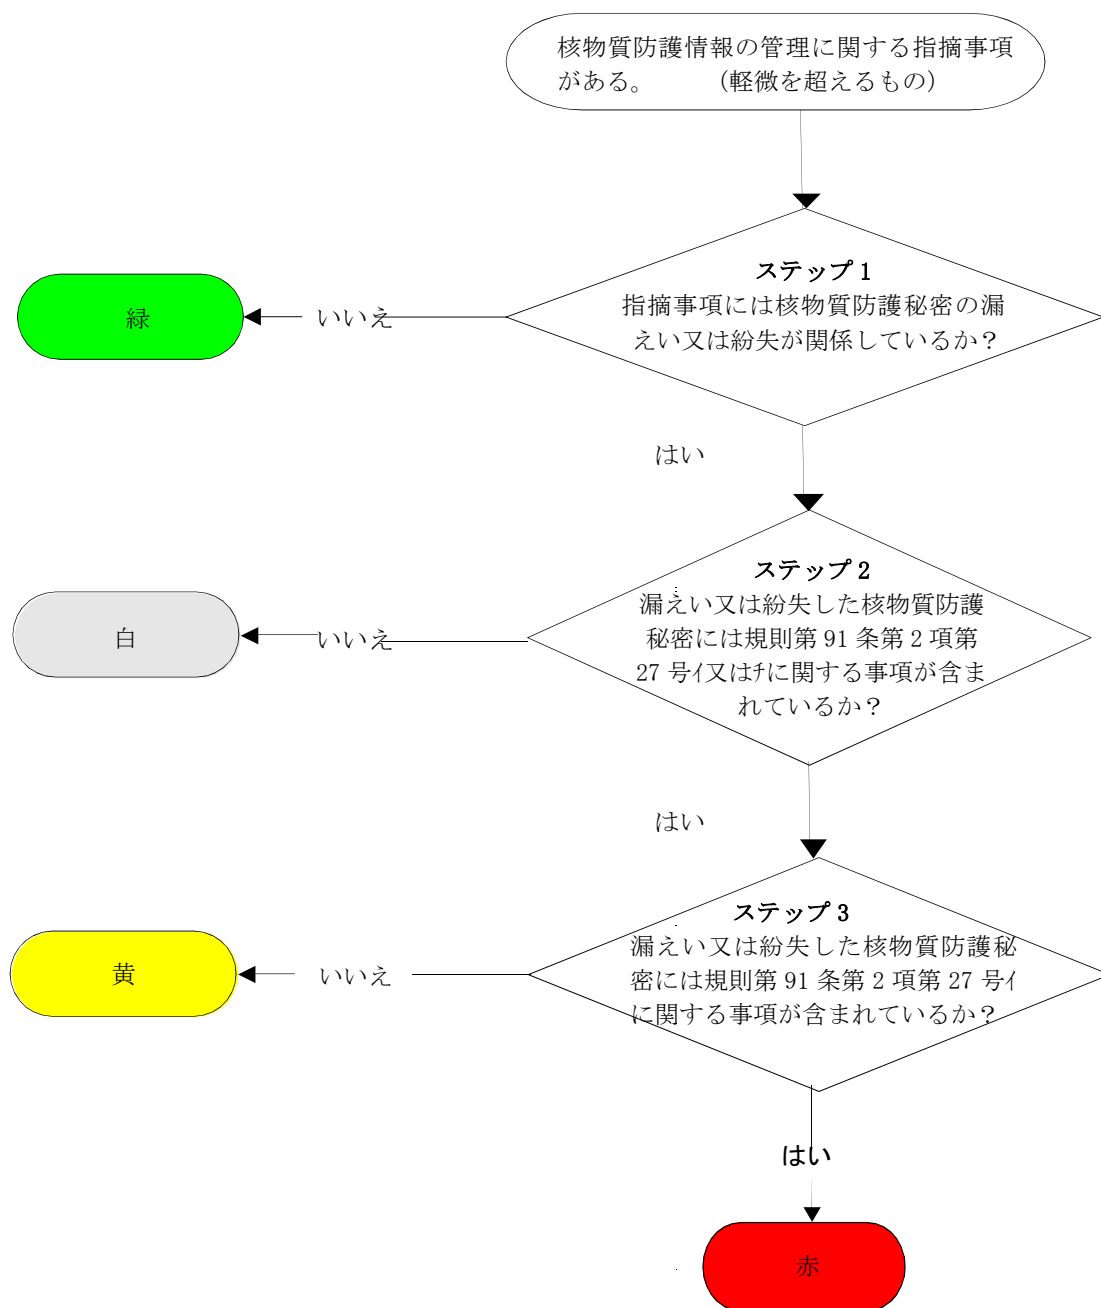 核物質防護情報の管理に関する指摘事項
がある。　　（軽微を超えるもの）
ステップ 1
指摘事項には核物質防護秘密の漏
えい又は紛失が関係しているか？
いいえ
緑
はい
ステップ 2
漏えい又は紛失した核物質防護
秘密には規則第 91 条第 2 項第
27 号ｲ又はﾁに関する事項が含ま
れているか？
いいえ
白
はい
ステップ 3
漏えい又は紛失した核物質防護秘
密には規則第 91 条第 2 項第 27 号ｲ
に関する事項が含まれているか？
いいえ
黄
はい
赤